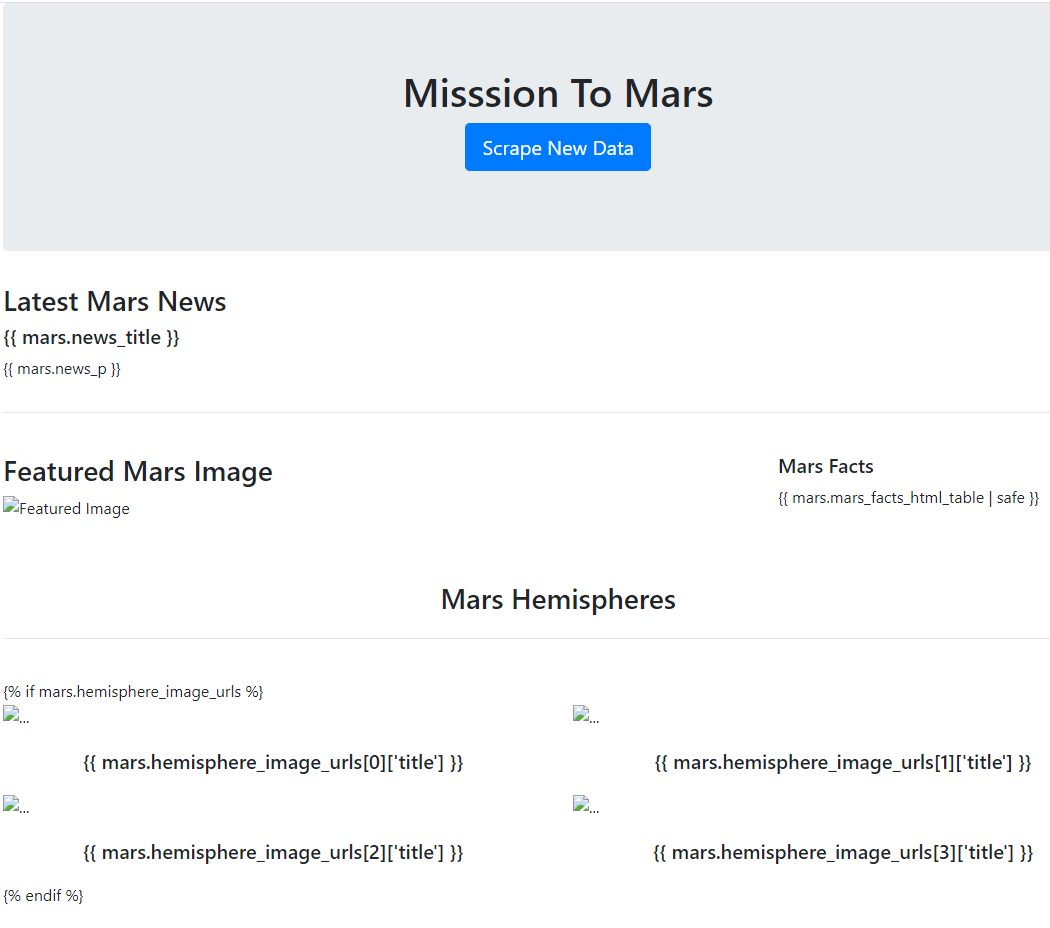 Misssion To Mars
Scrape New Data
Latest Mars News
{{ mars.news_title }}
{{ mars.news_p }}
Featured Mars Image
Featured Image
Mars Facts
{{ mars.mars_facts_html_table | safe }}
Mars Hemispheres
{% if mars.hemisphere_image_urls %}
... ...
{{ mars.hemisphere_image_urls[0]['title'] }} {{ mars.hemisphere_image_urls[1]['title'] }}
... ...
{{ mars.hemisphere_image_urls[2]['title'] }} {{ mars.hemisphere_image_urls[3]['title'] }}
{% endif %}